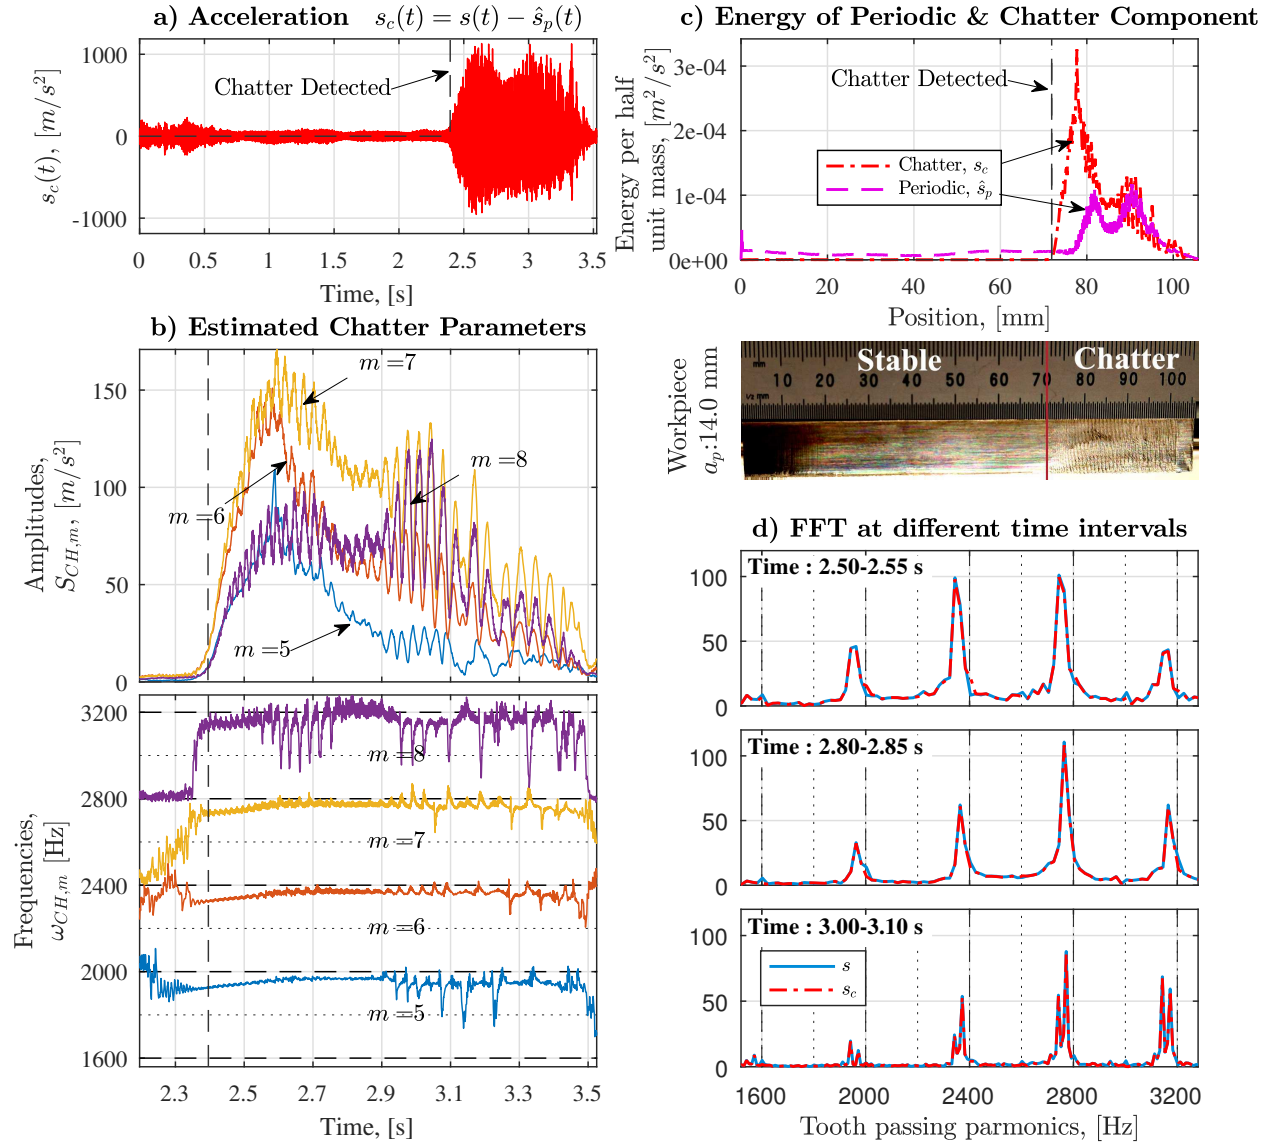 a) Acceleration s_c(t) = s(t) − ŝ_p(t)
s_c(t), [m/s²]
1000
0
-1000
Chatter Detected
0 0.5 1 1.5 2 2.5 3 3.5
Time, [s]
b) Estimated Chatter Parameters
Amplitudes,
S_{CH,m}, [m/s²]
150
100
50
0
m=7
m=8
m=6
m=5
Frequencies,
ω_{CH,m} [Hz]
3200
2800
2400
2000
1600
m=8
m=7
m=6
m=5
2.3 2.5 2.7 2.9 3.1 3.3 3.5
Time, [s]
c) Energy of Periodic & Chatter Component
Energy per half
unit mass, [m²/s²]
3e-04
2e-04
1e-04
0e+00
Chatter Detected
Chatter, s_c
Periodic, ŝ_p
0 20 40 60 80 100
Position, [mm]
Workpiece
a_p:14.0 mm
Stable Chatter
mm
10 20 30 40 50 60 70 80 90 100
½ mm
d) FFT at different time intervals
Time : 2.50-2.55 s
100
50
0
Time : 2.80-2.85 s
100
50
0
Time : 3.00-3.10 s
100
50
0
s
s_c
1600 2000 2400 2800 3200
Tooth passing parmonics, [Hz]